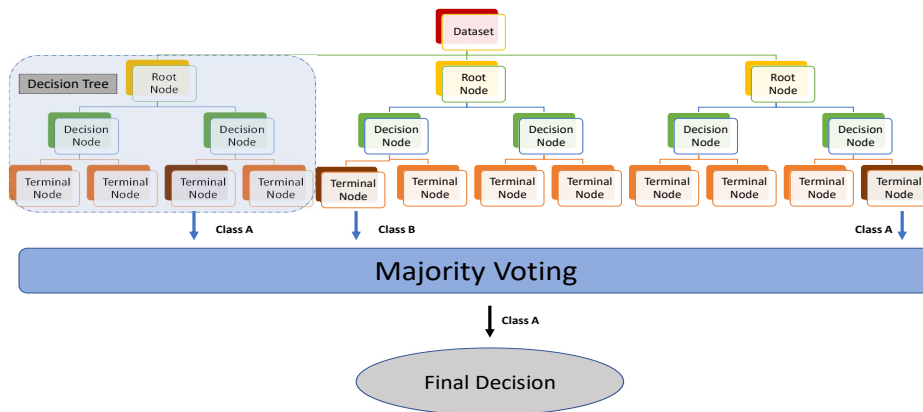 Dataset
Decision Tree
Root
Node
Root
Node
Root
Node
Decision
Node
Decision
Node
Decision
Node
Decision
Node
Decision
Node
Decision
Node
Terminal
Node
Terminal
Node
Terminal
Node
Terminal
Node
Terminal
Node
Terminal
Node
Terminal
Node
Terminal
Node
Terminal
Node
Terminal
Node
Terminal
Node
Terminal
Node
Class A
Class B
Class A
Majority Voting
Class A
Final Decision